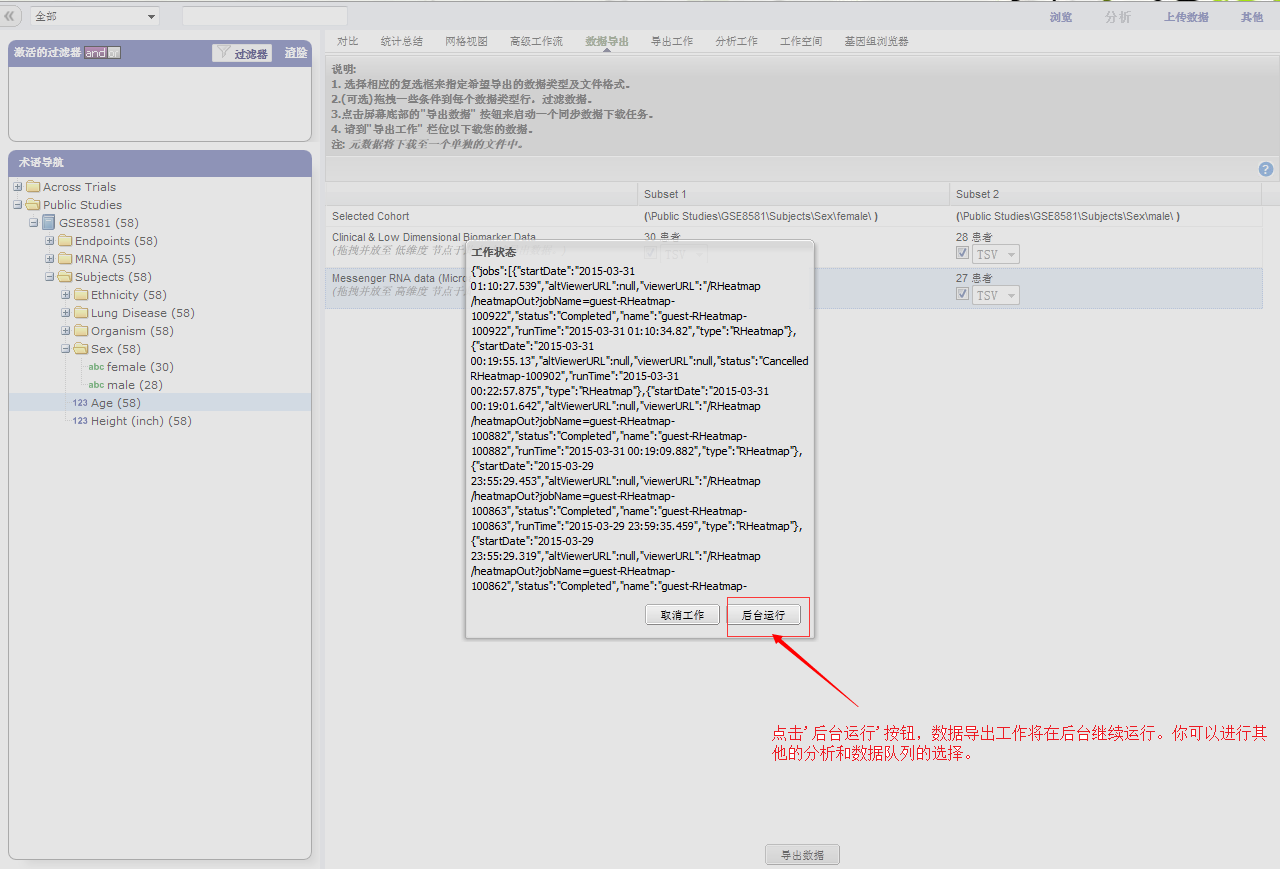 全部
浏览 分析 上传数据 其他
激活的过滤器 and or 过滤器 清除
对比 统计总结 网格视图 高级工作流 数据导出 导出工作 分析工作 工作空间 基因组浏览器
说明:
1. 选择相应的复选框来指定希望导出的数据类型及文件格式。
2.(可选)拖拽一些条件到每个数据类型行，过滤数据。
3.点击屏幕底部的"导出数据" 按钮来启动一个同步数据下载任务。
4. 请到"导出工作" 栏位以下载您的数据。
注: 元数据将下载至一个单独的文件中。
术语导航
Across Trials
Public Studies
GSE8581 (58)
Endpoints (58)
MRNA (55)
Subjects (58)
Ethnicity (58)
Lung Disease (58)
Organism (58)
Sex (58)
abc female (30)
abc male (28)
123 Age (58)
123 Height (inch) (58)
Subset 1 Subset 2
Selected Cohort (\Public Studies\GSE8581\Subjects\Sex\female\ ) (\Public Studies\GSE8581\Subjects\Sex\male\ )
Clinical & Low Dimensional Biomarker Data 30 患者 28 患者
(拖拽并放至 低维度 节点于 TSV TSV
Messenger RNA data (Micro 27 患者
(拖拽并放至 高维度 节点于 TSV
工作状态
{"jobs":[{"startDate":"2015-03-31
01:10:27.539","altViewerURL":null,"viewerURL":"/RHeatmap
/heatmapOut?jobName=guest-RHeatmap-
100922","status":"Completed","name":"guest-RHeatmap-
100922","runTime":"2015-03-31 01:10:34.82","type":"RHeatmap"},
{"startDate":"2015-03-31
00:19:55.13","altViewerURL":null,"viewerURL":null,"status":"Cancelled
RHeatmap-100902","runTime":"2015-03-31
00:22:57.875","type":"RHeatmap"},{"startDate":"2015-03-31
00:19:01.642","altViewerURL":null,"viewerURL":"/RHeatmap
/heatmapOut?jobName=guest-RHeatmap-
100882","status":"Completed","name":"guest-RHeatmap-
100882","runTime":"2015-03-31 00:19:09.882","type":"RHeatmap"},
{"startDate":"2015-03-29
23:55:29.453","altViewerURL":null,"viewerURL":"/RHeatmap
/heatmapOut?jobName=guest-RHeatmap-
100863","status":"Completed","name":"guest-RHeatmap-
100863","runTime":"2015-03-29 23:59:35.459","type":"RHeatmap"},
{"startDate":"2015-03-29
23:55:29.319","altViewerURL":null,"viewerURL":"/RHeatmap
/heatmapOut?jobName=guest-RHeatmap-
100862","status":"Completed","name":"guest-RHeatmap-
取消工作 后台运行
点击'后台运行'按钮，数据导出工作将在后台继续运行。你可以进行其
他的分析和数据队列的选择。
导出数据